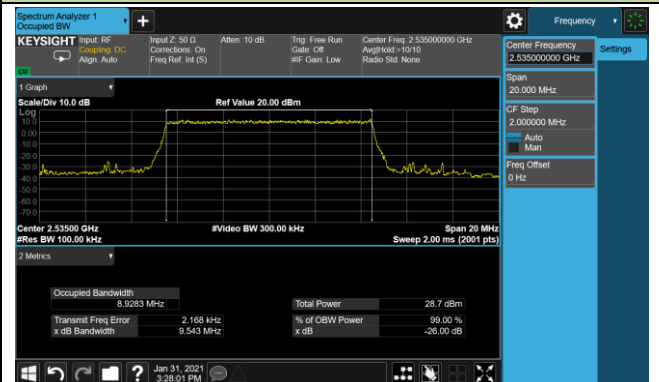 Spectrum Analyzer 1
Occupied BW
Frequency
KEYSIGHT
Input: RF
Coupling: DC
Align: Auto
Input Z: 50 Ω
Corrections: On
Freq Ref: Int (S)
Atten: 10 dB
Trig: Free Run
Gate: Off
#IF Gain: Low
Center Freq: 2.535000000 GHz
Avg|Hold:>10/10
Radio Std: None
Center Frequency
2.535000000 GHz
Settings
Span
20.000 MHz
CF Step
2.000000 MHz
Auto
Man
Freq Offset
0 Hz
1 Graph
Scale/Div 10.0 dB
Ref Value 20.00 dBm
Log
10.0
0.00
-10.0
-20.0
-30.0
-40.0
-50.0
-60.0
-70.0
Center 2.53500 GHz
#Video BW 300.00 kHz
Span 20 MHz
#Res BW 100.00 kHz
Sweep 2.00 ms (2001 pts)
2 Metrics
Occupied Bandwidth
8.9283 MHz
Total Power 28.7 dBm
Transmit Freq Error 2.168 kHz
% of OBW Power 99.00 %
x dB Bandwidth 9.543 MHz
x dB -26.00 dB
?
Jan 31, 2021
3:28:01 PM